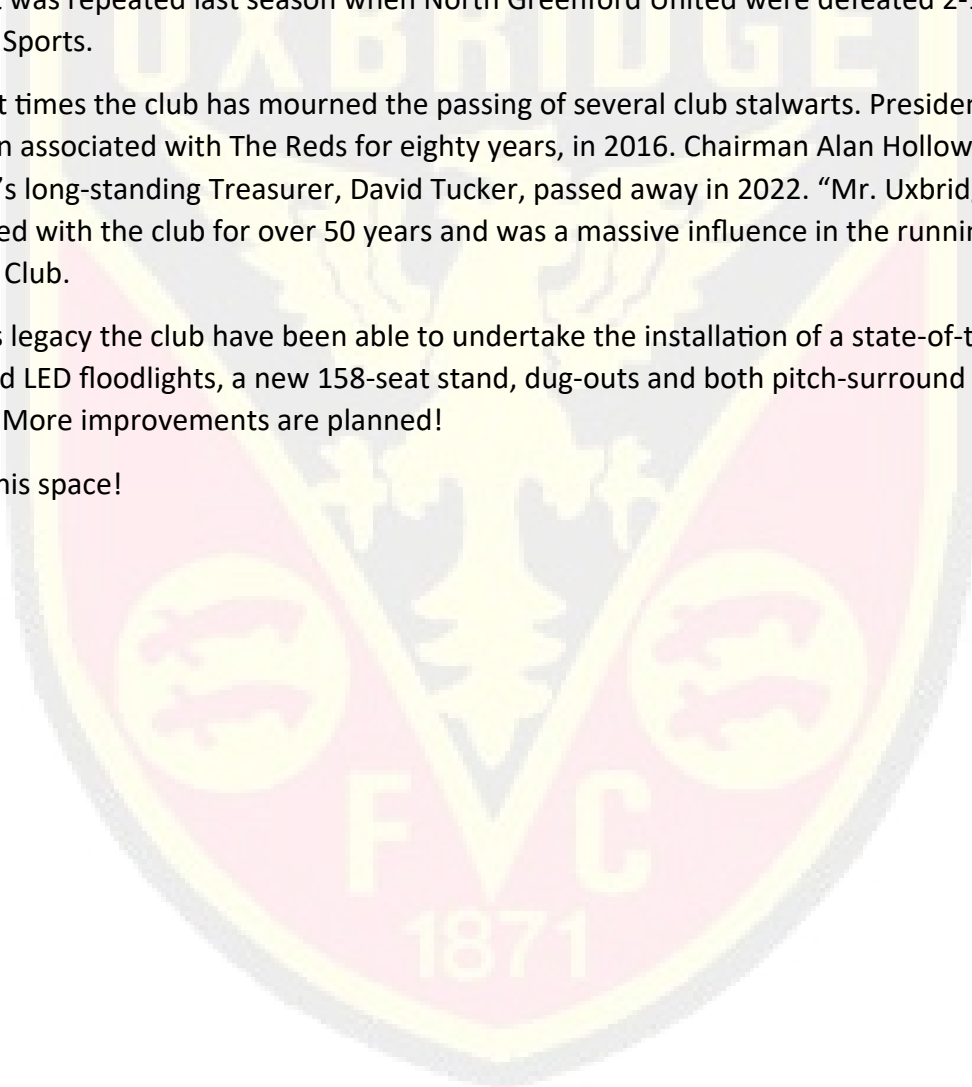 was repeated last season when North Greenford United were defeated 2-
Sports.
t times the club has mourned the passing of several club stalwarts. Presiden
n associated with The Reds for eighty years, in 2016. Chairman Alan Hollow
's long-standing Treasurer, David Tucker, passed away in 2022. “Mr. Uxbrid
ed with the club for over 50 years and was a massive influence in the runnin
Club.
s legacy the club have been able to undertake the installation of a state-of-t
d LED floodlights, a new 158-seat stand, dug-outs and both pitch-surround
More improvements are planned!
his space!
UXBRIDGE
F C
1871